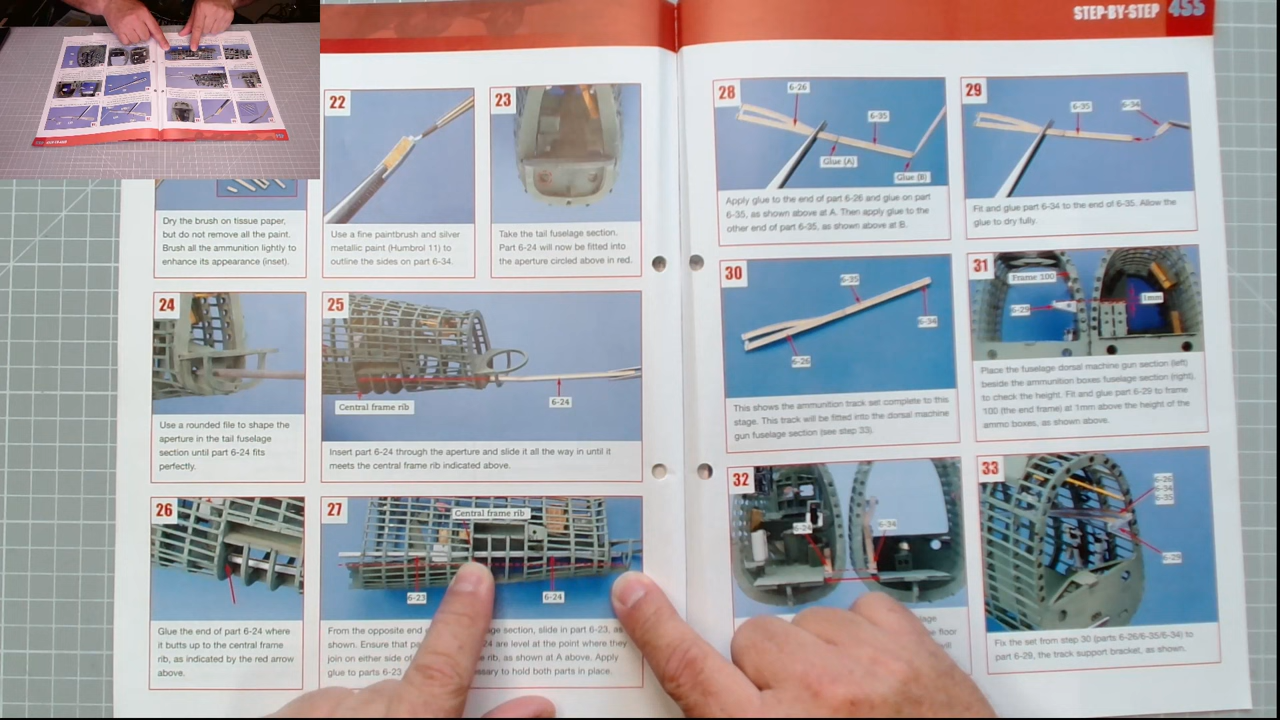 STEP-BY-STEP 455
Dry the brush on tissue paper,
but do not remove all the paint.
Brush all the ammunition lightly to
enhance its appearance (inset).
22
Use a fine paintbrush and silver
metallic paint (Humbrol 11) to
outline the sides on part 6-34.
23
Take the tail fuselage section.
Part 6-24 will now be fitted into
the aperture circled above in red.
24
Use a rounded file to shape the
aperture in the tail fuselage
section until part 6-24 fits
perfectly.
25
Central frame rib
6-24
Insert part 6-24 through the aperture and slide it all the way in until it
meets the central frame rib indicated above.
26
Glue the end of part 6-24 where
it butts up to the central frame
rib, as indicated by the red arrow
above.
27
Central frame rib
6-23
6-24
From the opposite end age section, slide in part 6-23, as
shown. Ensure that 24 are level at the point where they
join on either side of rib, as shown at A above. Apply
glue to parts 6-23 essary to hold both parts in place.
28
6-26
6-35
Glue (A)
Glue (B)
Apply glue to the end of part 6-26 and glue on part
6-35, as shown above at A. Then apply glue to the
other end of part 6-35, as shown above at B.
29
6-35
6-34
Fit and glue part 6-34 to the end of 6-35. Allow the
glue to dry fully.
30
6-35
6-34
6-26
This shows the ammunition track set complete to this
stage. This track will be fitted into the dorsal machine
gun fuselage section (see step 33).
31
Frame 100
6-29
1mm
Place the fuselage dorsal machine gun section (left)
beside the ammunition boxes fuselage section (right),
to check the height. Fit and glue part 6-29 to frame
100 (the end frame) at 1mm above the height of the
ammo boxes, as shown above.
32
6-24
6-34
floor
33
6-26
6-34
6-35
6-29
Fix the set from step 30 (parts 6-26/6-35/6-34) to
part 6-29, the track support bracket, as shown.